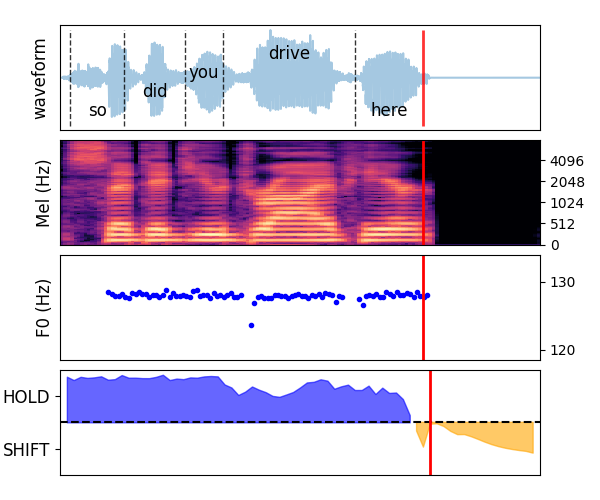 waveform
so
did
you
drive
here
Mel (Hz)
4096
2048
1024
512
0
F0 (Hz)
130
120
HOLD
SHIFT